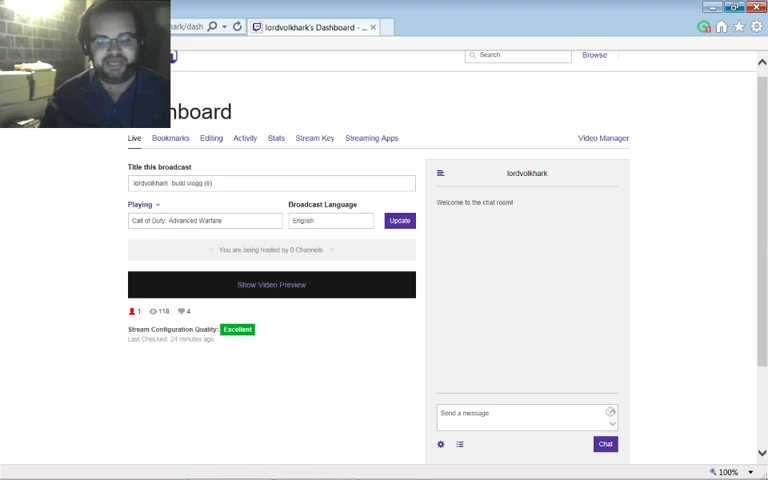 ark/dash
lordvolkhark's Dashboard - ...
Search
Browse
hboard
Live Bookmarks Editing Activity Stats Stream Key Streaming Apps Video Manager
Title this broadcast
lordvolkhark build vlogg (6)
Playing
Broadcast Language
Call of Duty: Advanced Warfare
English
Update
You are being hosted by 0 Channels
Show Video Preview
1 118 4
Stream Configuration Quality: Excellent
Last Checked: 24 minutes ago
lordvolkhark
Welcome to the chat room!
Send a message
Chat
100%